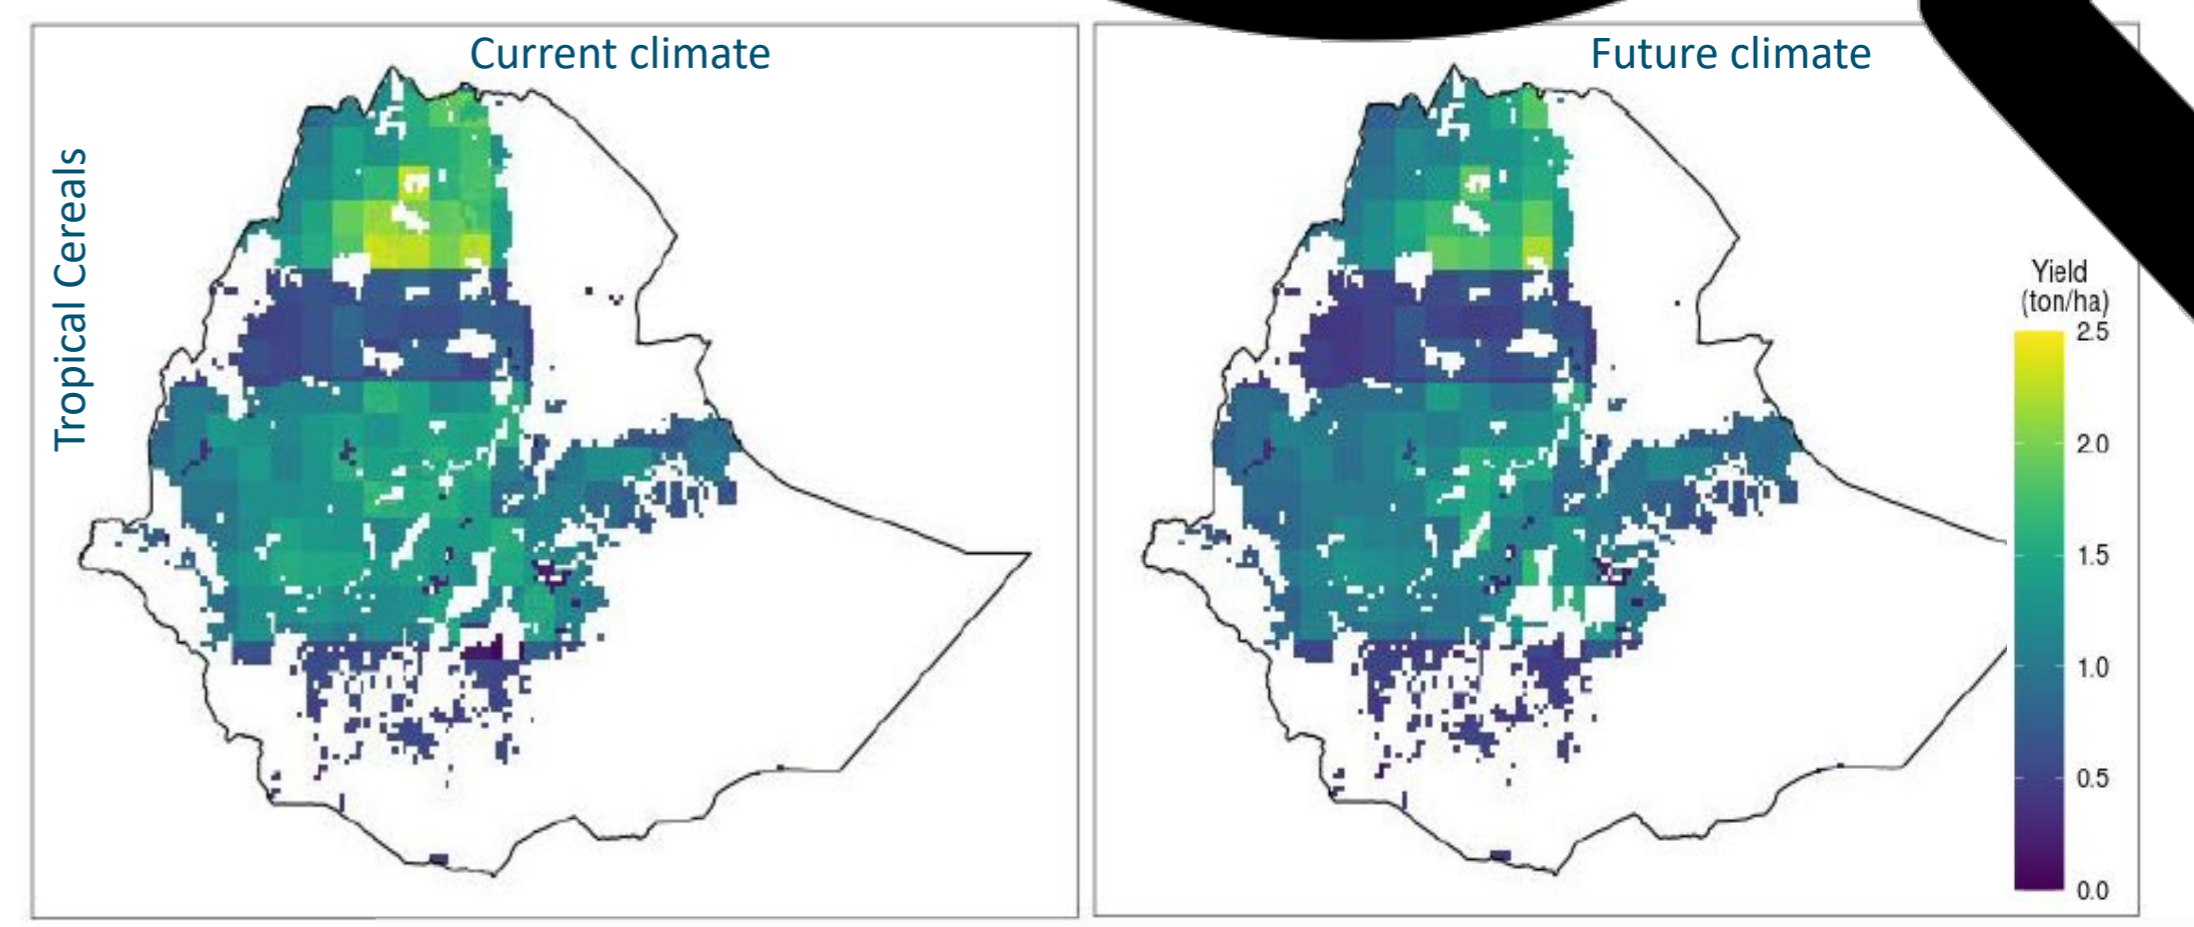 Current climate
Future climate
Tropical Cereals
Yield
(ton/ha)
2.5
2.0
1.5
1.0
0.5
0.0